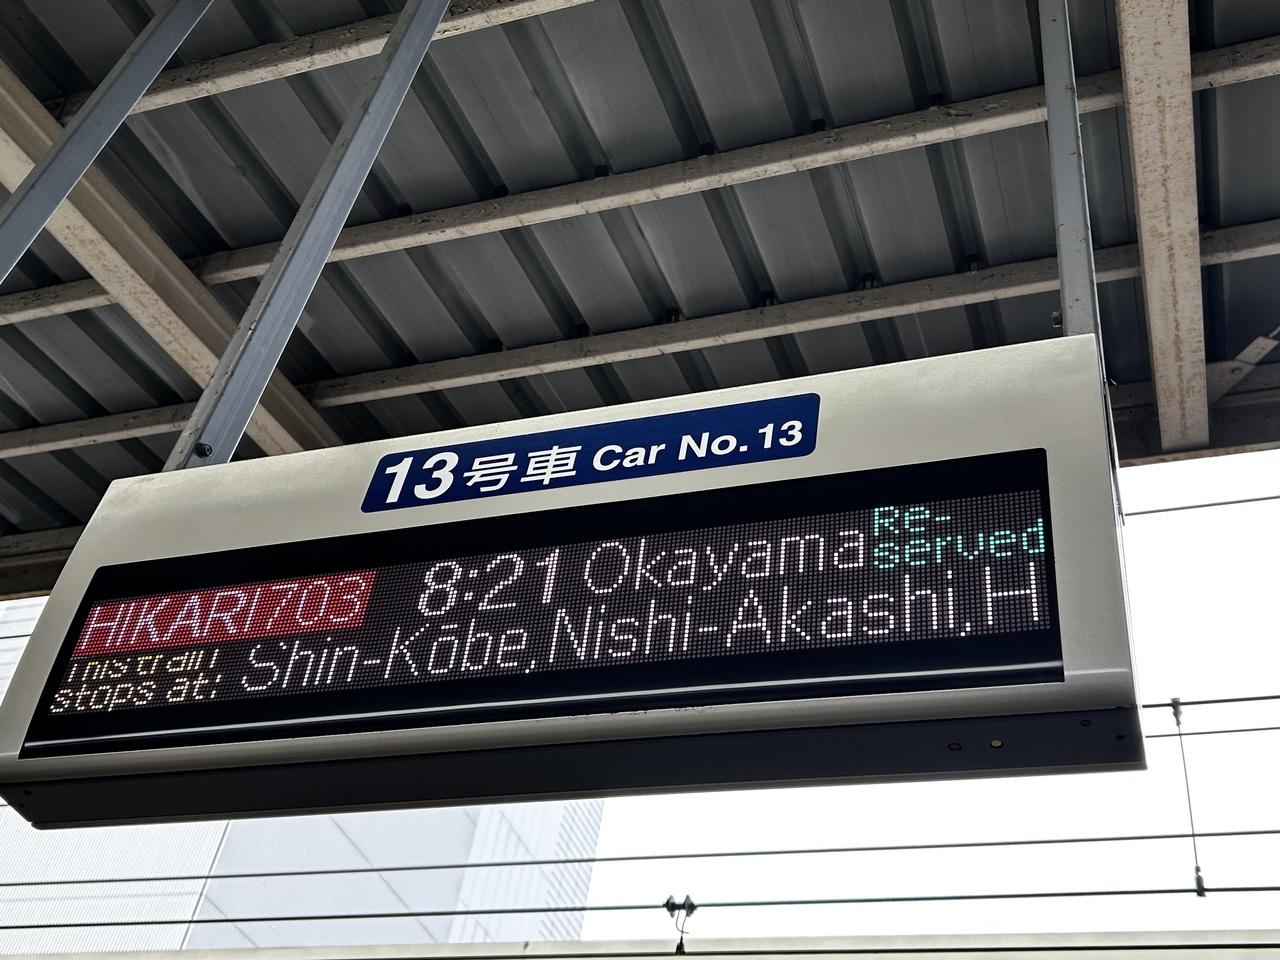 13号車 Car No. 13
HIKARI703 8:21 Okayama Re-served
This train stops at: Shin-Kōbe,Nishi-Akashi,H